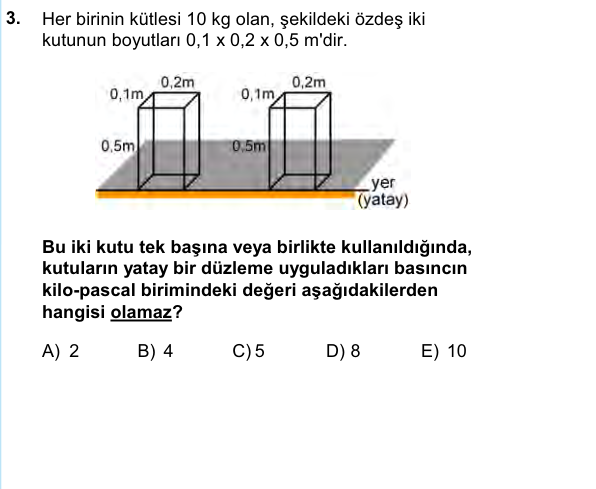 3. Her birinin kütlesi 10 kg olan, şekildeki özdeş iki
kutunun boyutları 0,1 x 0,2 x 0,5 m'dir.
0,2m 0,2m
0,1m 0,1m
0,5m 0,5m
yer
(yatay)
Bu iki kutu tek başına veya birlikte kullanıldığında,
kutuların yatay bir düzleme uyguladıkları basıncın
kilo-pascal birimindeki değeri aşağıdakilerden
hangisi olamaz?
A) 2 B) 4 C) 5 D) 8 E) 10